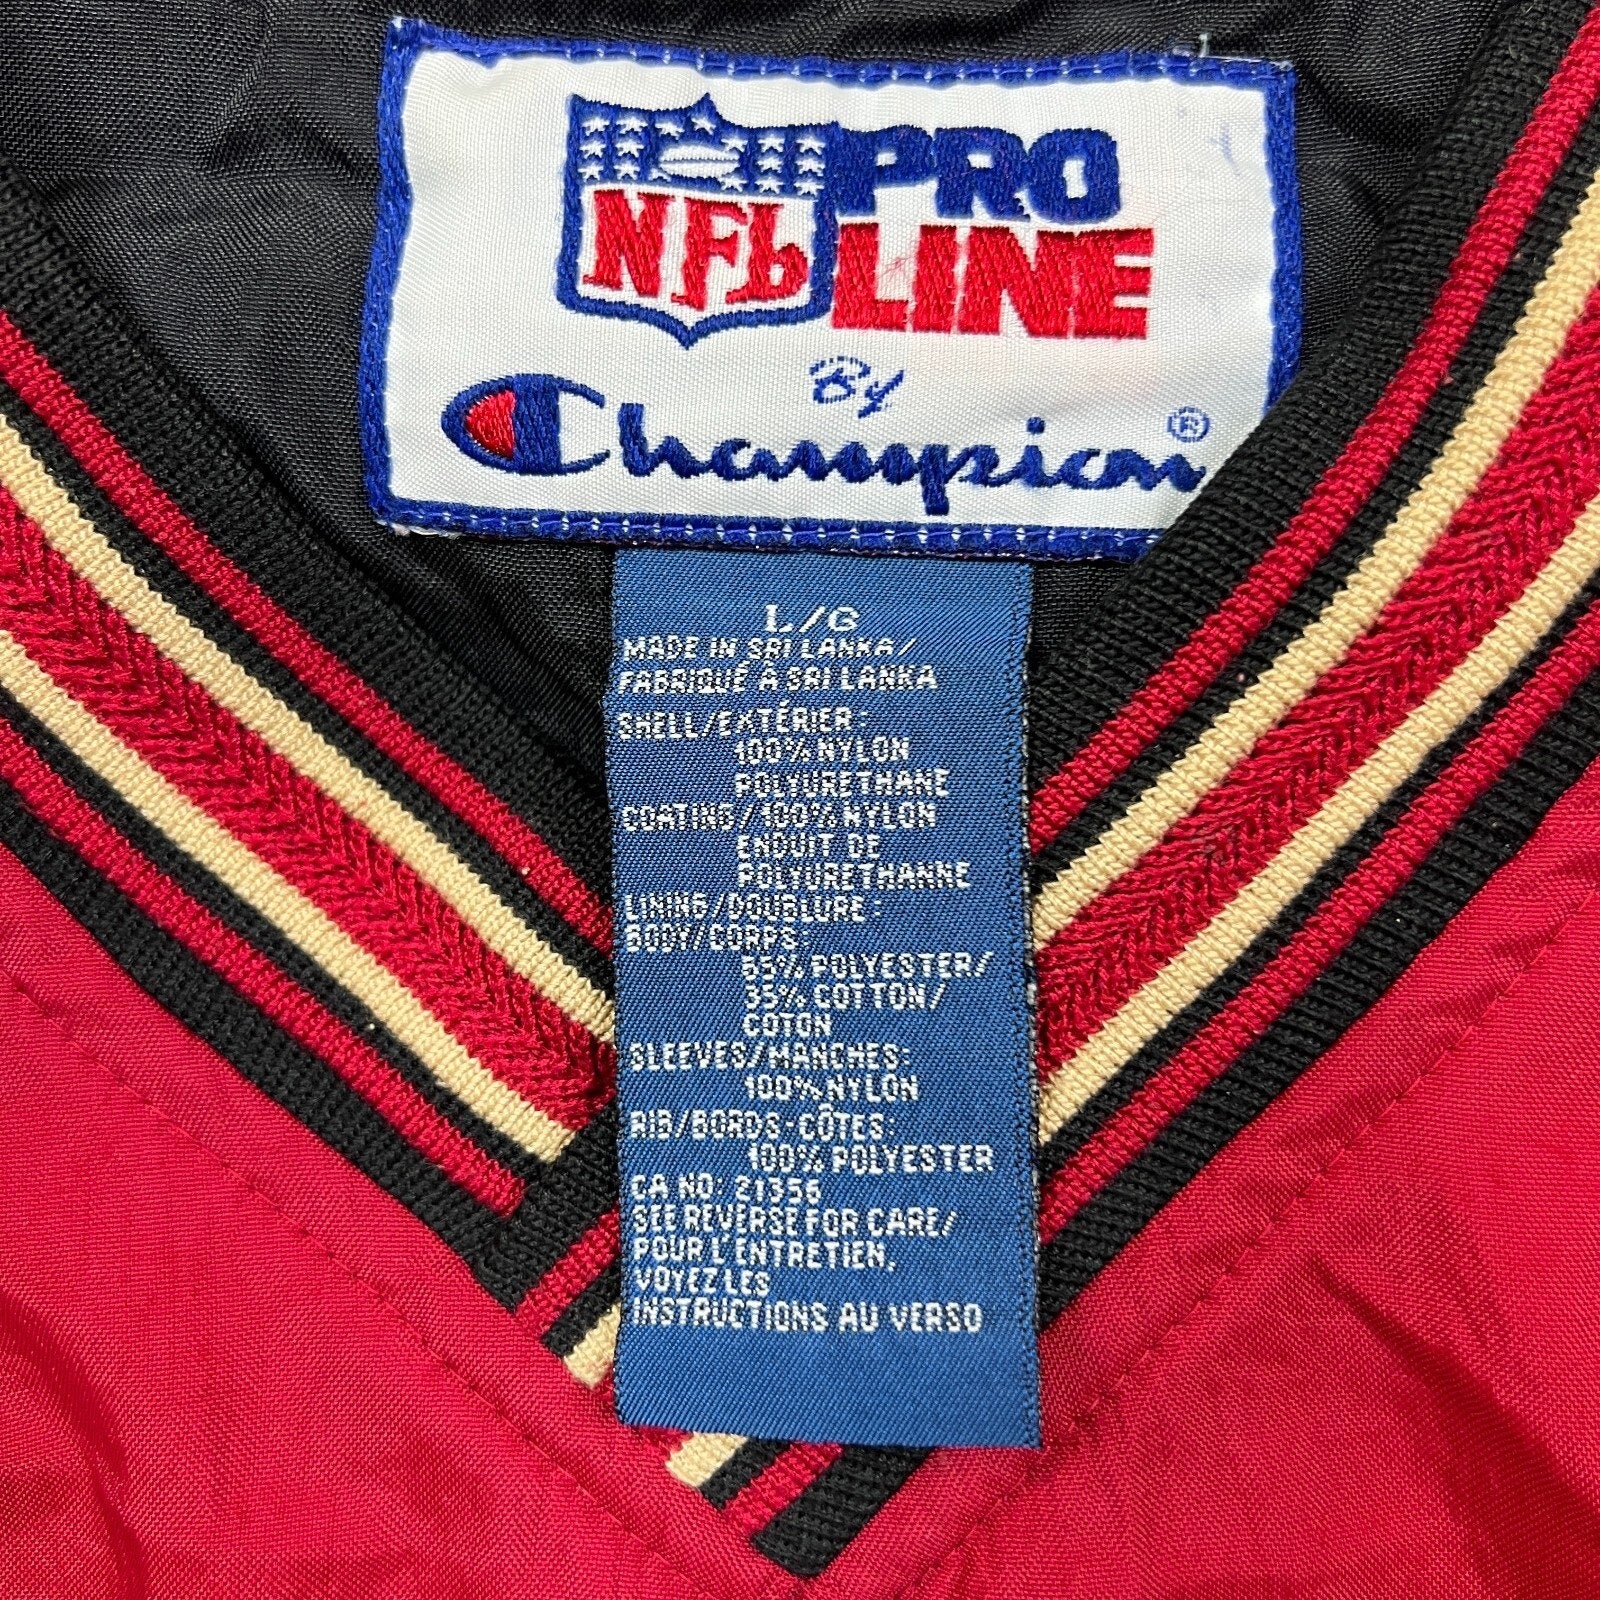 NFL PRO
LINE
By
Champion®
L/G
MADE IN SRI LANKA/
FABRIQUÉ À SRI LANKA
SHELL/EXTÉRIER:
100% NYLON
POLYURETHANE
COATING/100% NYLON
ENDUIT DE
POLYURETHANNE
LINING/DOUBLURE:
BODY/CORPS:
65% POLYESTER/
35% COTTON/
COTON
SLEEVES/MANCHES:
100% NYLON
RIB/BORDS-CÔTES:
100% POLYESTER
CA NO: 21356
SEE REVERSE FOR CARE/
POUR L'ENTRETIEN,
VOYEZ LES
INSTRUCTIONS AU VERSO